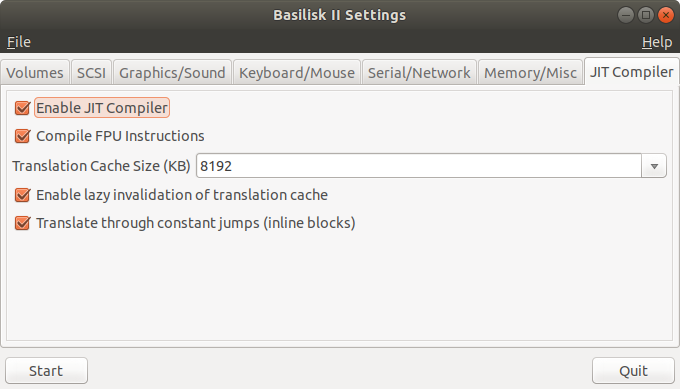 Basilisk II Settings
File Help
Volumes SCSI Graphics/Sound Keyboard/Mouse Serial/Network Memory/Misc JIT Compiler
Enable JIT Compiler
Compile FPU Instructions
Translation Cache Size (KB) 8192
Enable lazy invalidation of translation cache
Translate through constant jumps (inline blocks)
Start Quit